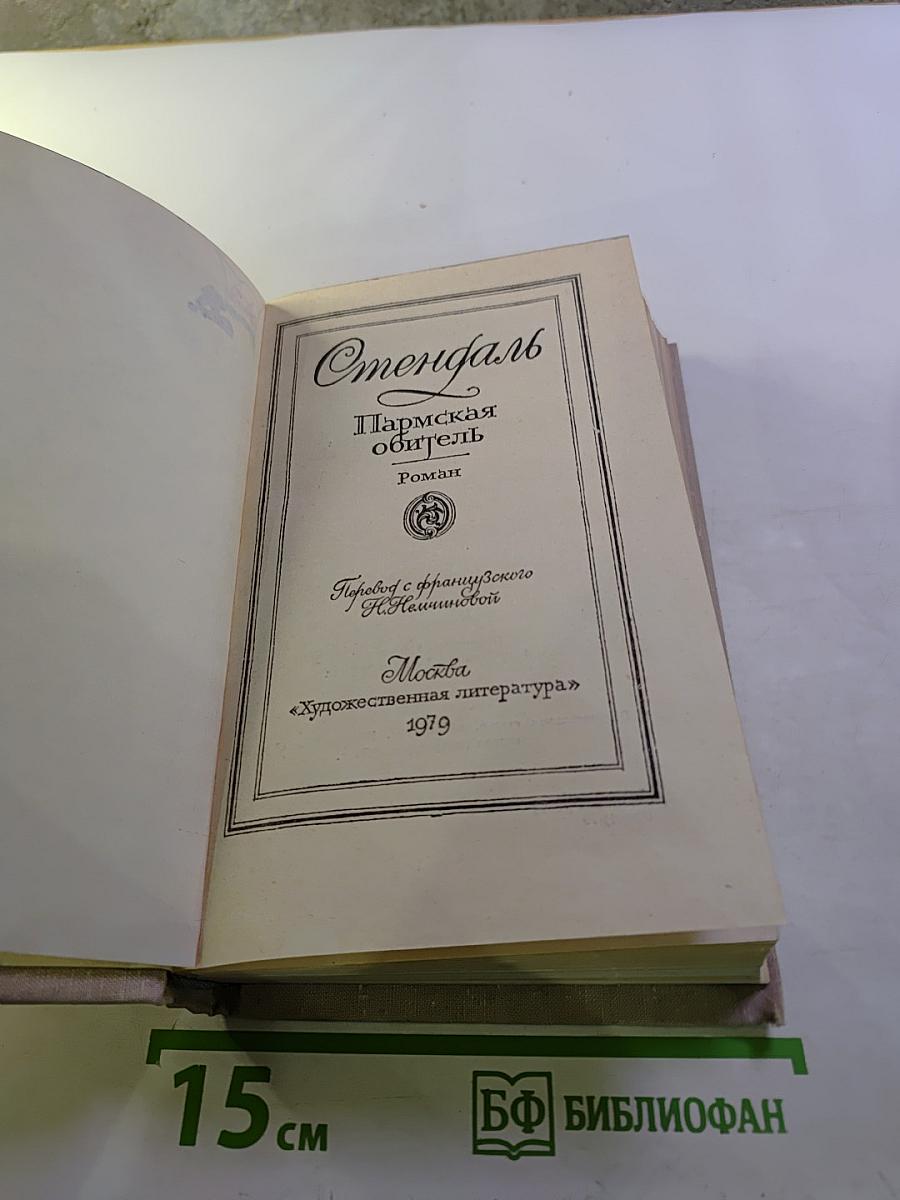 Стендаль
Пармская
обитель
Роман
Перевод с французского
Н.Немчиновой
Москва
«Художественная литература»
1979
15 см
БФ БИБЛИОФАН